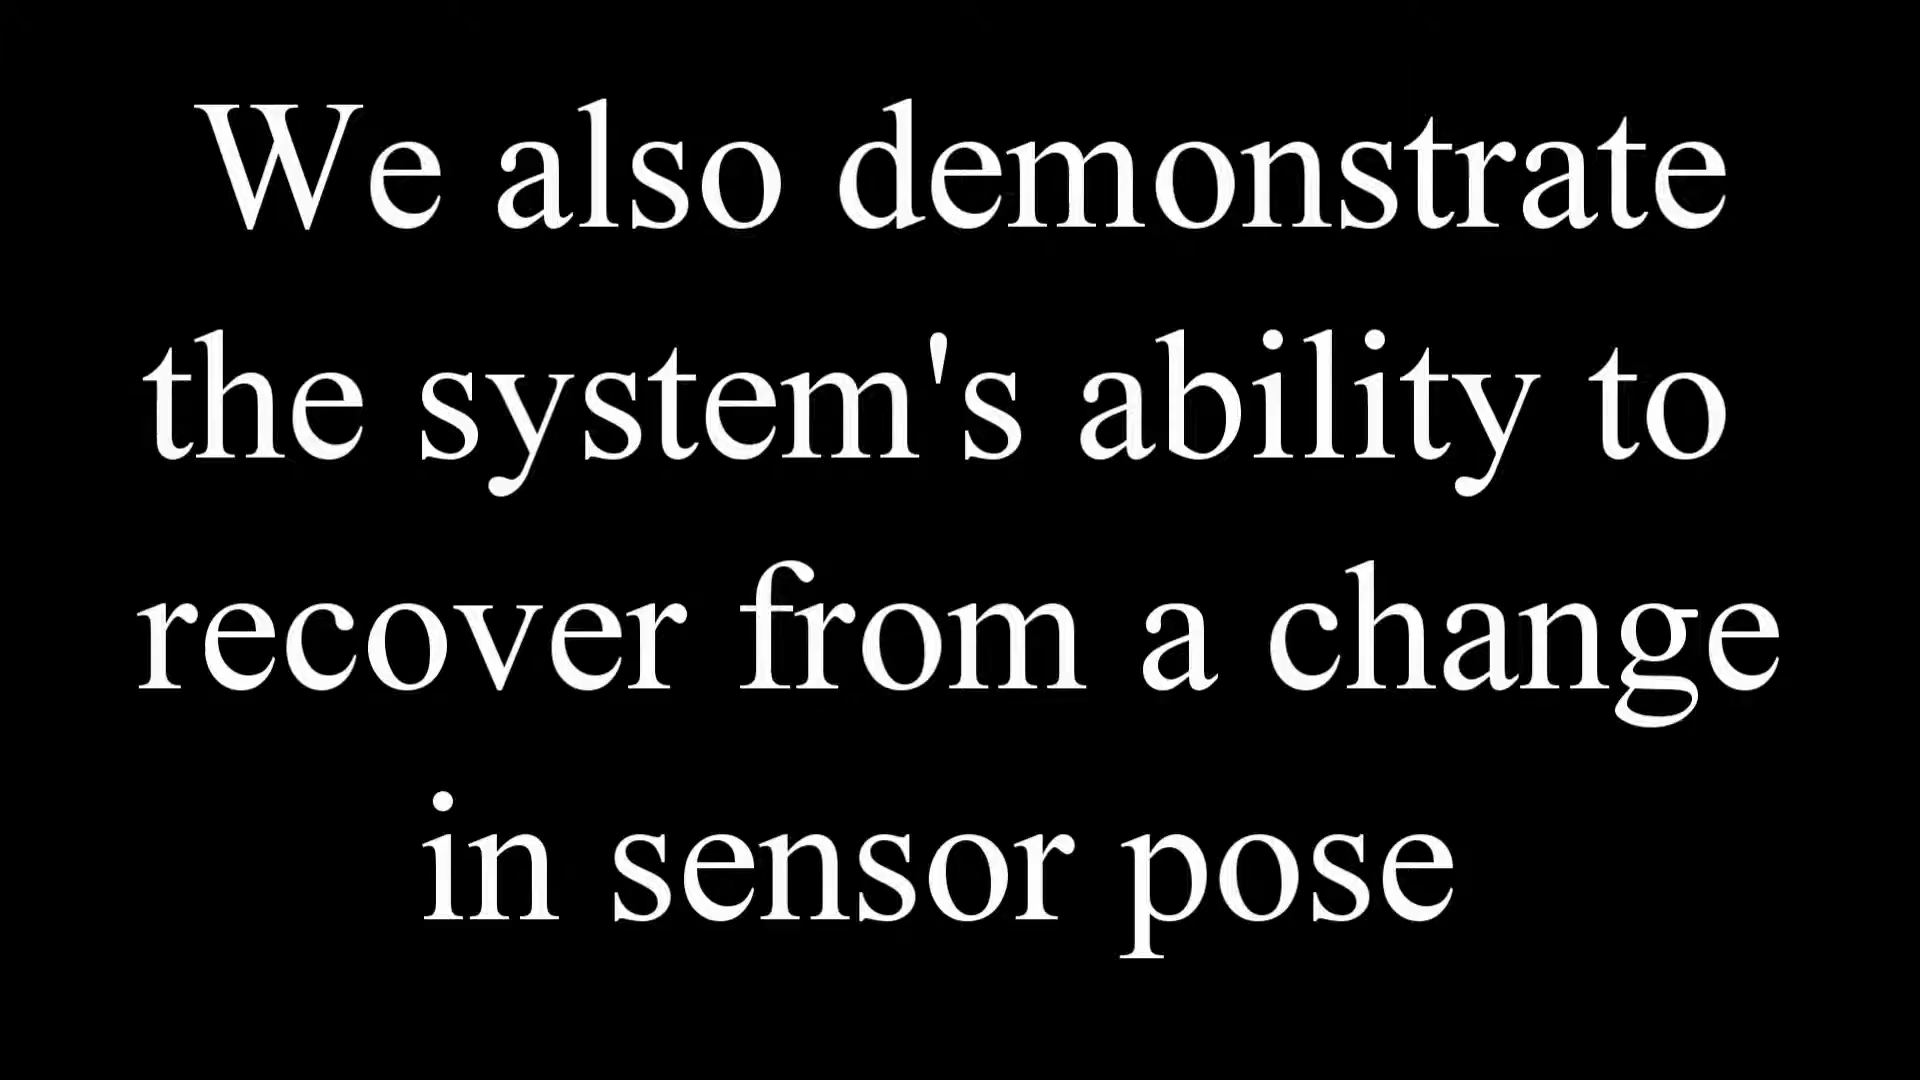 We also demonstrate
the system's ability to
recover from a change
in sensor pose